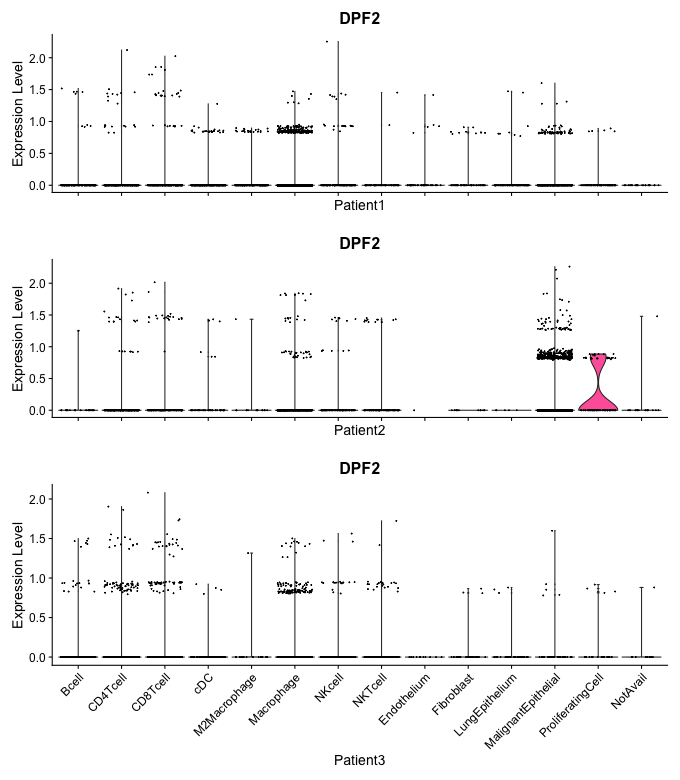 DPF2
Expression Level
2.0
1.5
1.0
0.5
0.0
Patient1
DPF2
Expression Level
2.0
1.5
1.0
0.5
0.0
Patient2
DPF2
Expression Level
2.0
1.5
1.0
0.5
0.0
Bcell
CD4Tcell
CD8Tcell
cDC
M2Macrophage
Macrophage
NKcell
NKTcell
Endothelium
Fibroblast
LungEpithelium
MalignantEpithelial
ProliferatingCell
NotAvail
Patient3